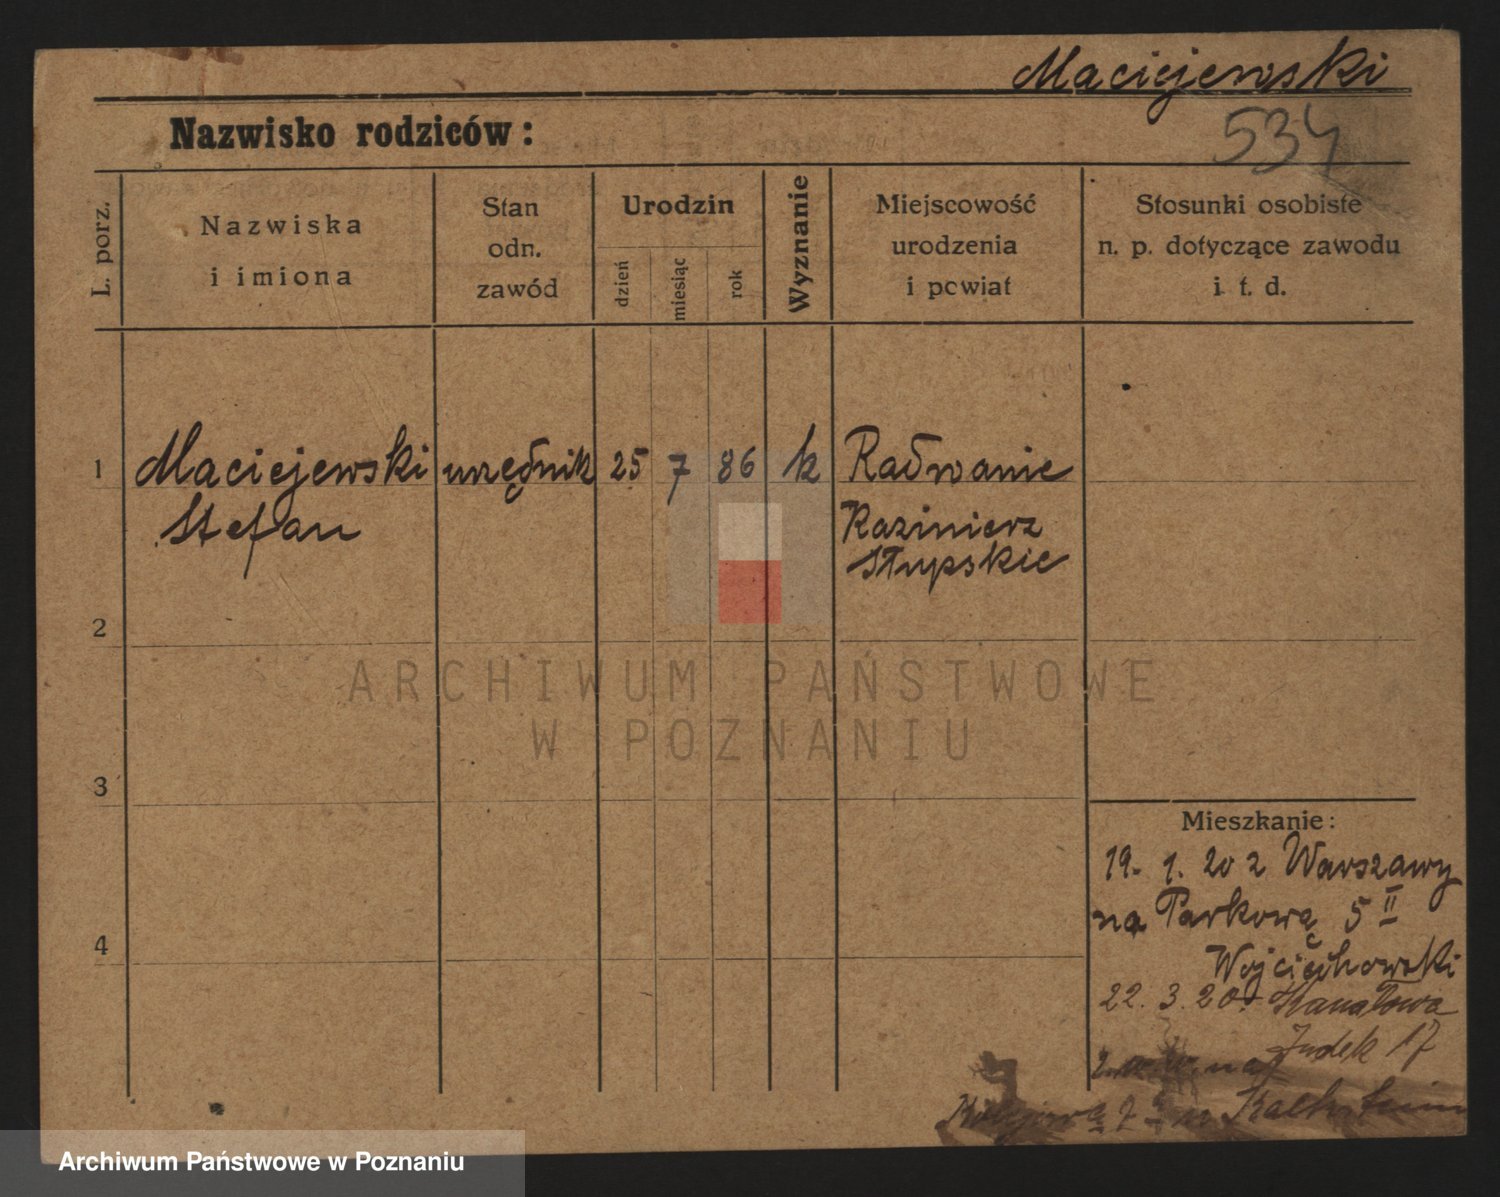 Maciejewski
534
Nazwisko rodziców:
L. porz.
Nazwiska
i imiona
Stan
odn.
zawód
Urodzin
dzień
miesiąc
rok
Wyznanie
Miejscowość
urodzenia
i powiat
Stosunki osobiste
n. p. dotyczące zawodu
i t. d.
1 Maciejewski urzędnik 25 7 86 k Radwanie
Stefan Kazimierz
słupskie
2
ARCHIWUM PAŃSTWOWE
W POZNANIU
3
Mieszkanie:
19. 1. 20 z Warszawy
na Parkową 5 II
4
Wojciechowski
22. 3. 20. Kanałowa
17
na
Archiwum Państwowe w Poznaniu